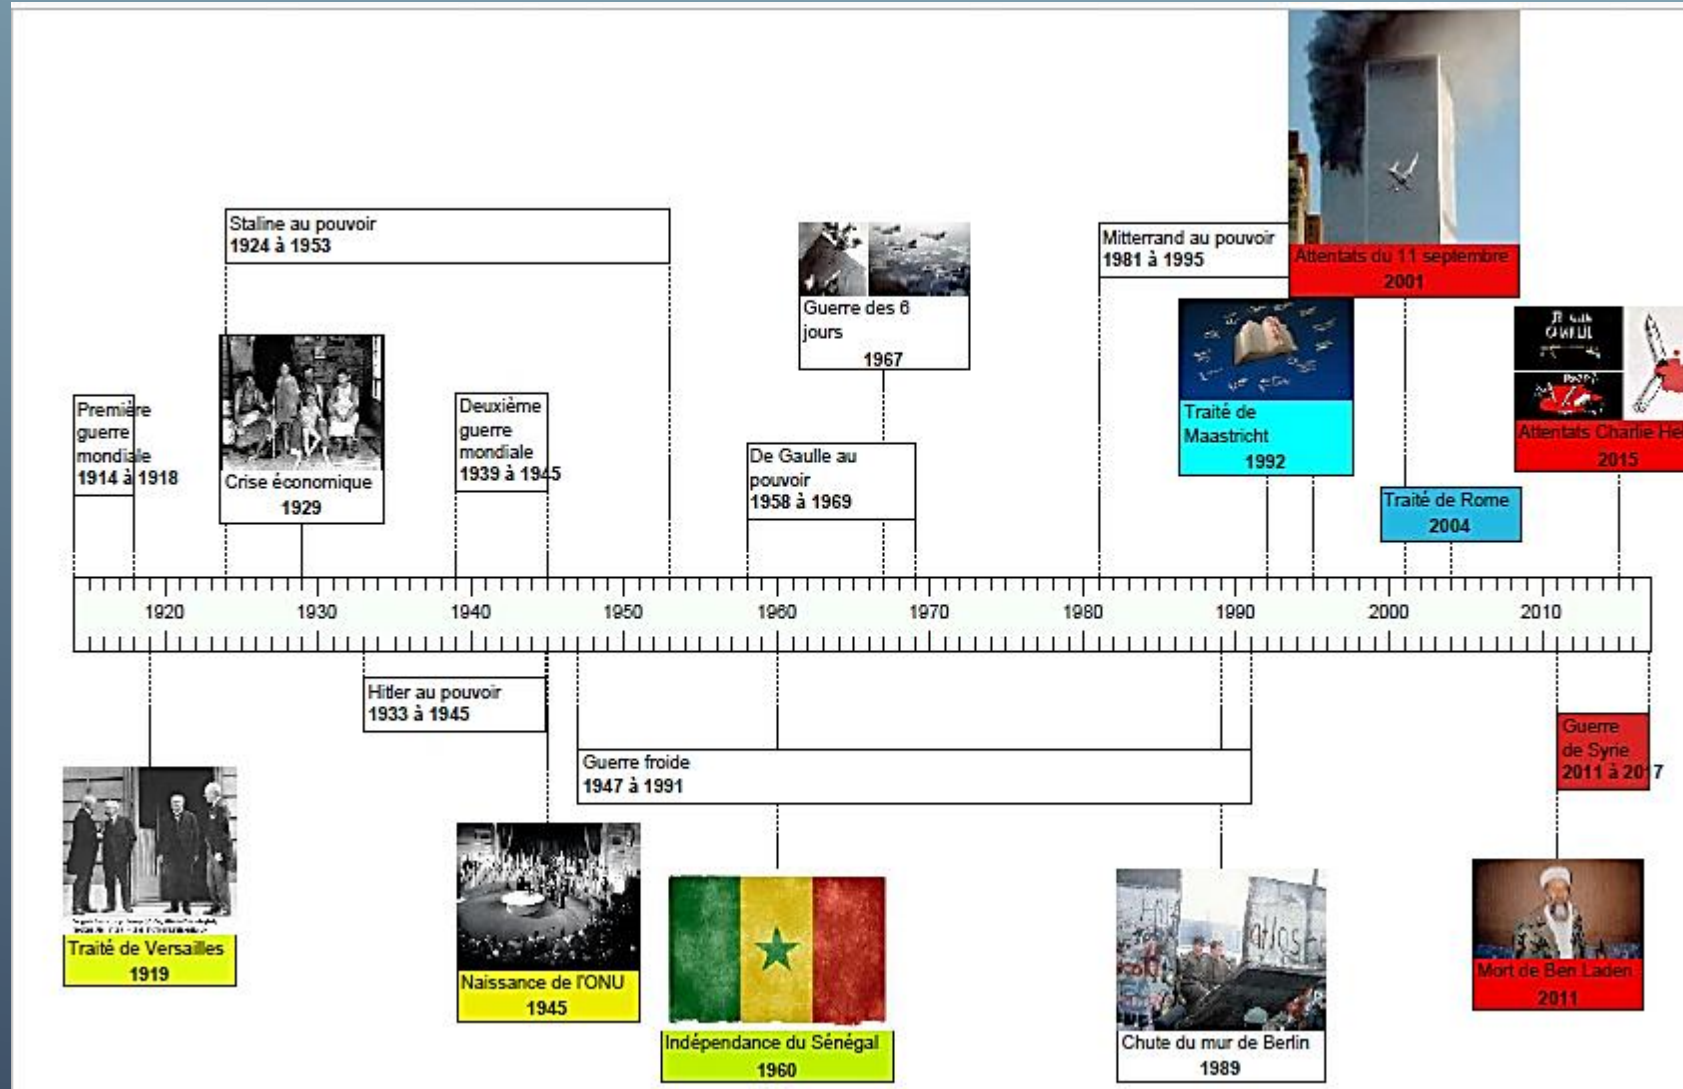 Staline au pouvoir
1924 à 1953
Guerre des 6
jours
1967
Mitterrand au pouvoir
1981 à 1995
Attentats du 11 septembre
2001
Première
guerre
mondiale
1914 à 1918
Crise économique
1929
Deuxième
guerre
mondiale
1939 à 1945
De Gaulle au
pouvoir
1958 à 1969
Traité de
Maastricht
1992
Traité de Rome
2004
CHARLIE
Attentats Charlie He
2015
1920
1930
1940
1950
1960
1970
1980
1990
2000
2010
Hitler au pouvoir
1933 à 1945
Guerre froide
1947 à 1991
Guerre
de Syrie
2011 à 2017
Traité de Versailles
1919
Naissance de l'ONU
1945
Indépendance du Sénégal
1960
Chute du mur de Berlin
1989
Mort de Ben Laden
2011